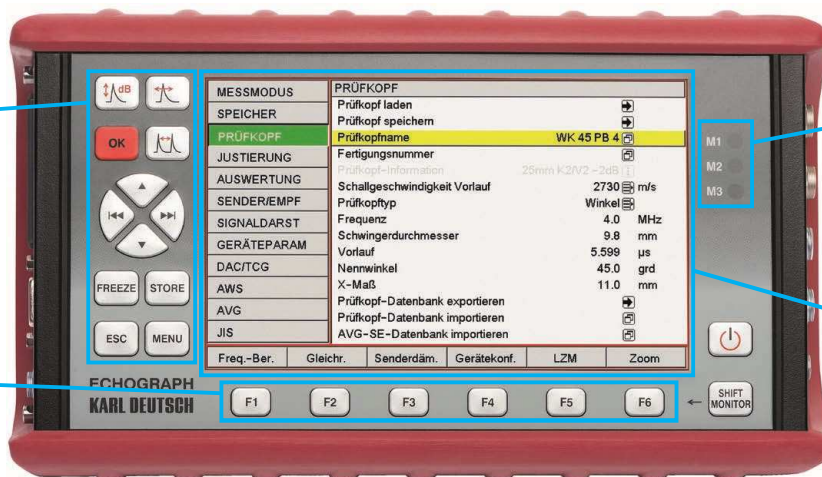 dB
OK
FREEZE STORE
ESC MENU
ECHOGRAPH
KARL DEUTSCH
MESSMODUS
SPEICHER
PRÜFKOPF
JUSTIERUNG
AUSWERTUNG
SENDER/EMPF
SIGNALDARST
GERÄTEPARAM
DAC/TCG
AWS
AVG
JIS
PRÜFKOPF
Prüfkopf laden
Prüfkopf speichern
Prüfkopfname WK 45 PB 4
Fertigungsnummer
Prüfkopf-Information 25mm K2/V2 -2dB
Schallgeschwindigkeit Vorlauf 2730 m/s
Prüfkopftyp Winkel
Frequenz 4.0 MHz
Schwingerdurchmesser 9.8 mm
Vorlauf 5.599 µs
Nennwinkel 45.0 grd
X-Maß 11.0 mm
Prüfkopf-Datenbank exportieren
Prüfkopf-Datenbank importieren
AVG-SE-Datenbank importieren
Freq.-Ber. Gleichr. Senderdäm. Gerätekonf. LZM Zoom
F1 F2 F3 F4 F5 F6
M1
M2
M3
SHIFT
MONITOR